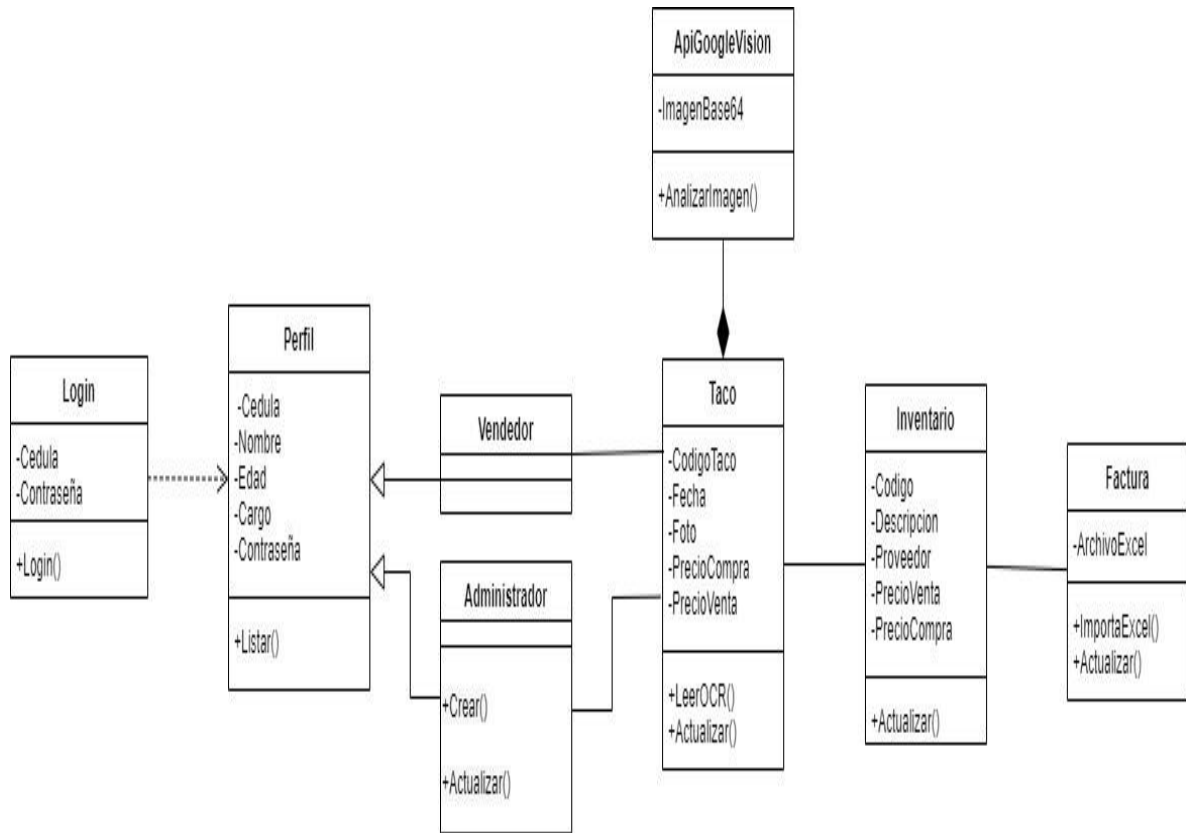 ApiGoogleVision
-ImagenBase64
+AnalizarImagen()
Login
-Cedula
-Contraseña
+Login()
Perfil
-Cedula
-Nombre
-Edad
-Cargo
-Contraseña
+Listar()
Vendedor
Administrador
+Crear()
+Actualizar()
Taco
-CodigoTaco
-Fecha
-Foto
-PrecioCompra
-PrecioVenta
+LeerOCR()
+Actualizar()
Inventario
-Codigo
-Descripcion
-Proveedor
-PrecioVenta
-PrecioCompra
+Actualizar()
Factura
-ArchivoExcel
+ImportaExcel()
+Actualizar()